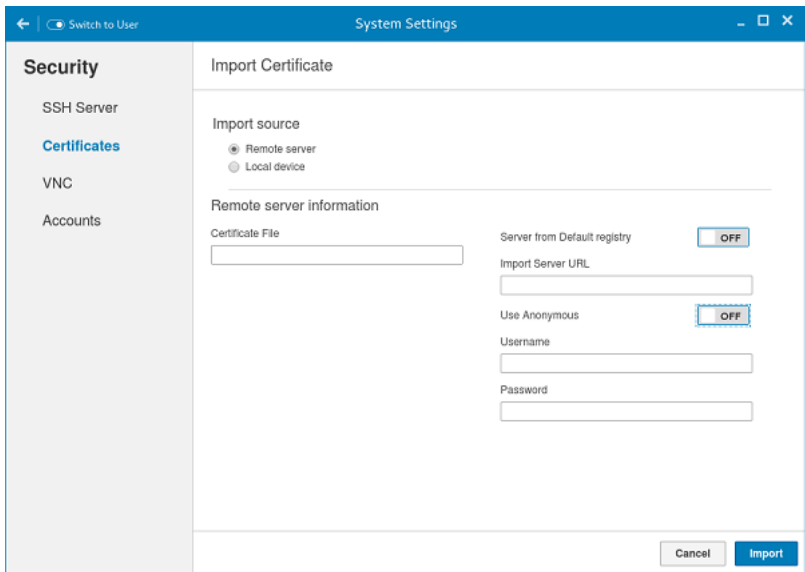 Switch to User
System Settings
Security
SSH Server
Certificates
VNC
Accounts
Import Certificate
Import source
Remote server
Local device
Remote server information
Certificate File
Server from Default registry
OFF
Import Server URL
Use Anonymous
OFF
Username
Password
Cancel
Import